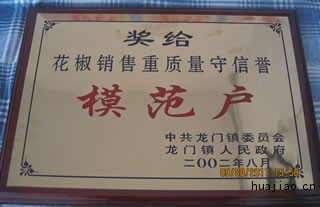 奖给
花椒销售重质量守信誉
模范户
中共龙门镇委员会
龙门镇人民政府
二〇〇二年八月
huajiao.cn